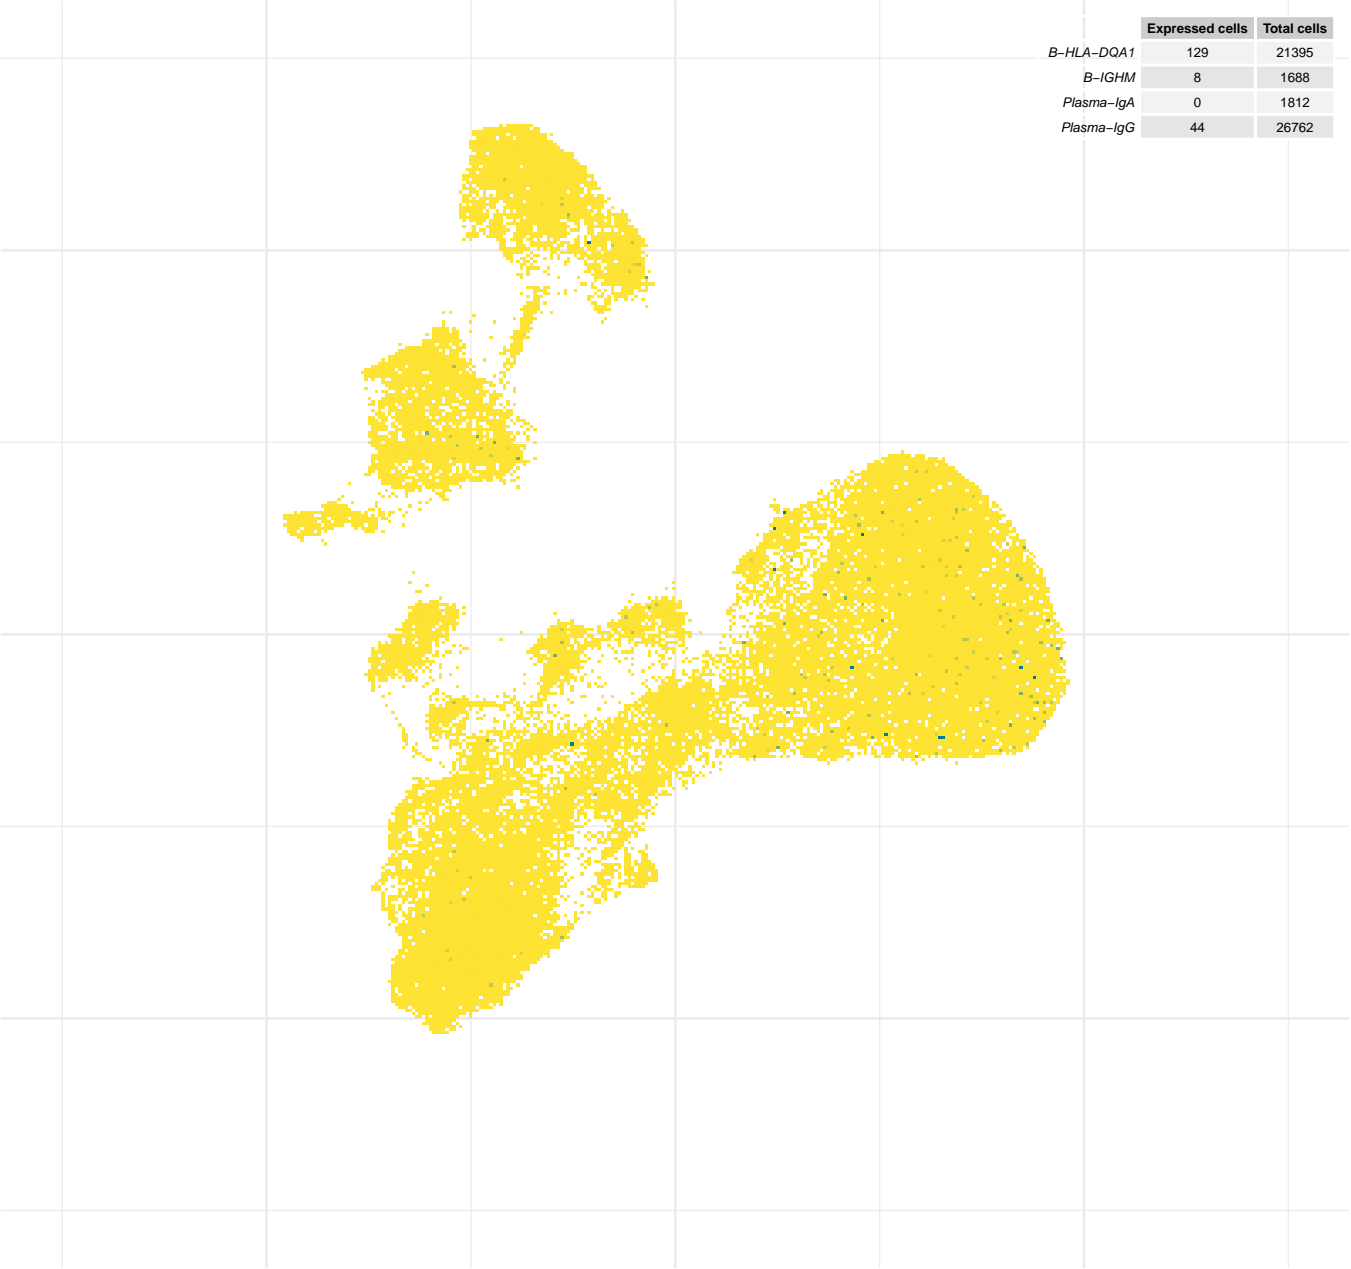 Expressed cells Total cells
B−HLA−DQA1 129 21395
B−IGHM 8 1688
Plasma−IgA 0 1812
Plasma−IgG 44 26762